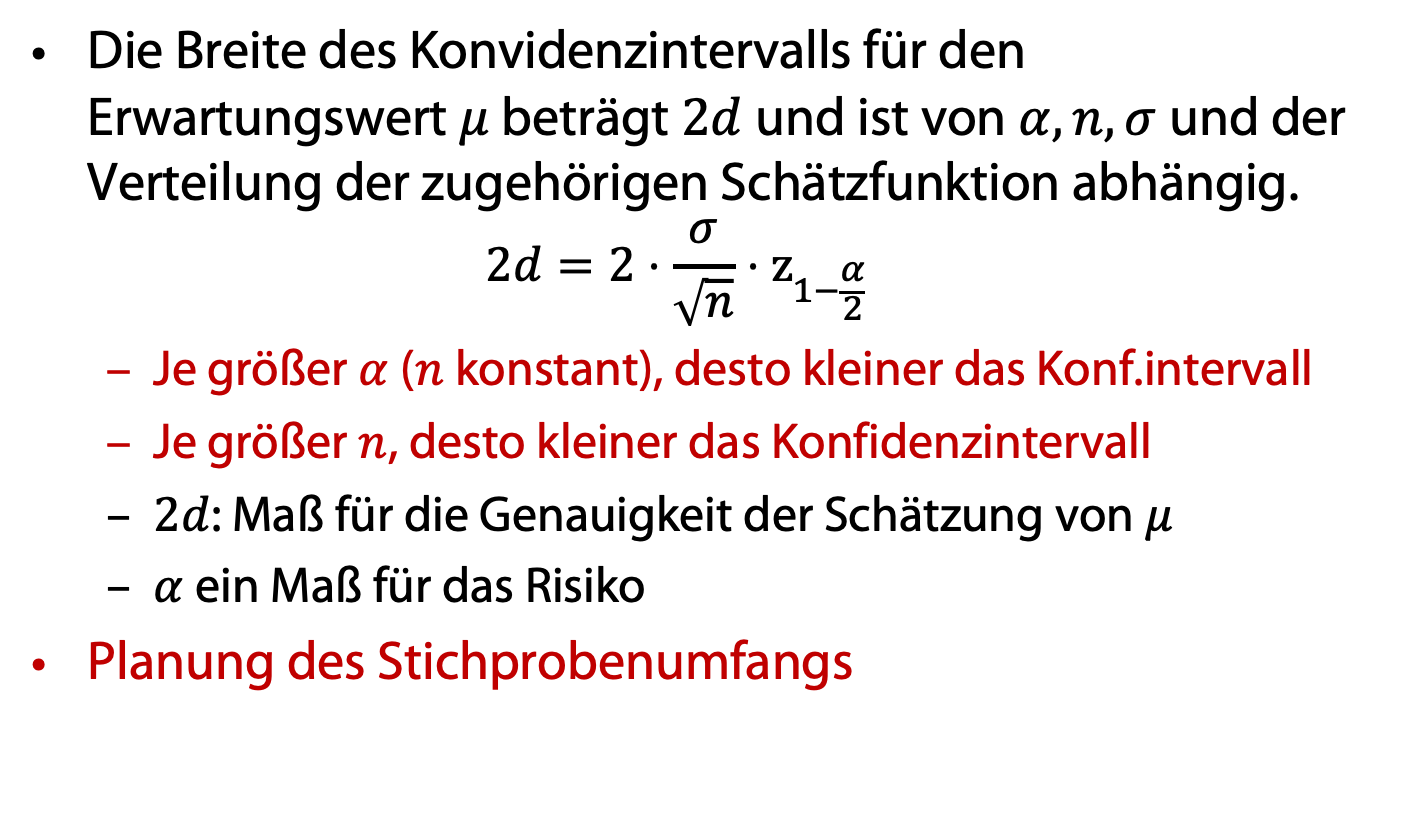 • Die Breite des Konvidenzintervalls für den
Erwartungswert μ beträgt 2d und ist von α, n, σ und der
Verteilung der zugehörigen Schätzfunktion abhängig.
2d = 2 · σ/√n · z_{1−α/2}
– Je größer α (n konstant), desto kleiner das Konf.intervall
– Je größer n, desto kleiner das Konfidenzintervall
– 2d: Maß für die Genauigkeit der Schätzung von μ
– α ein Maß für das Risiko
• Planung des Stichprobenumfangs